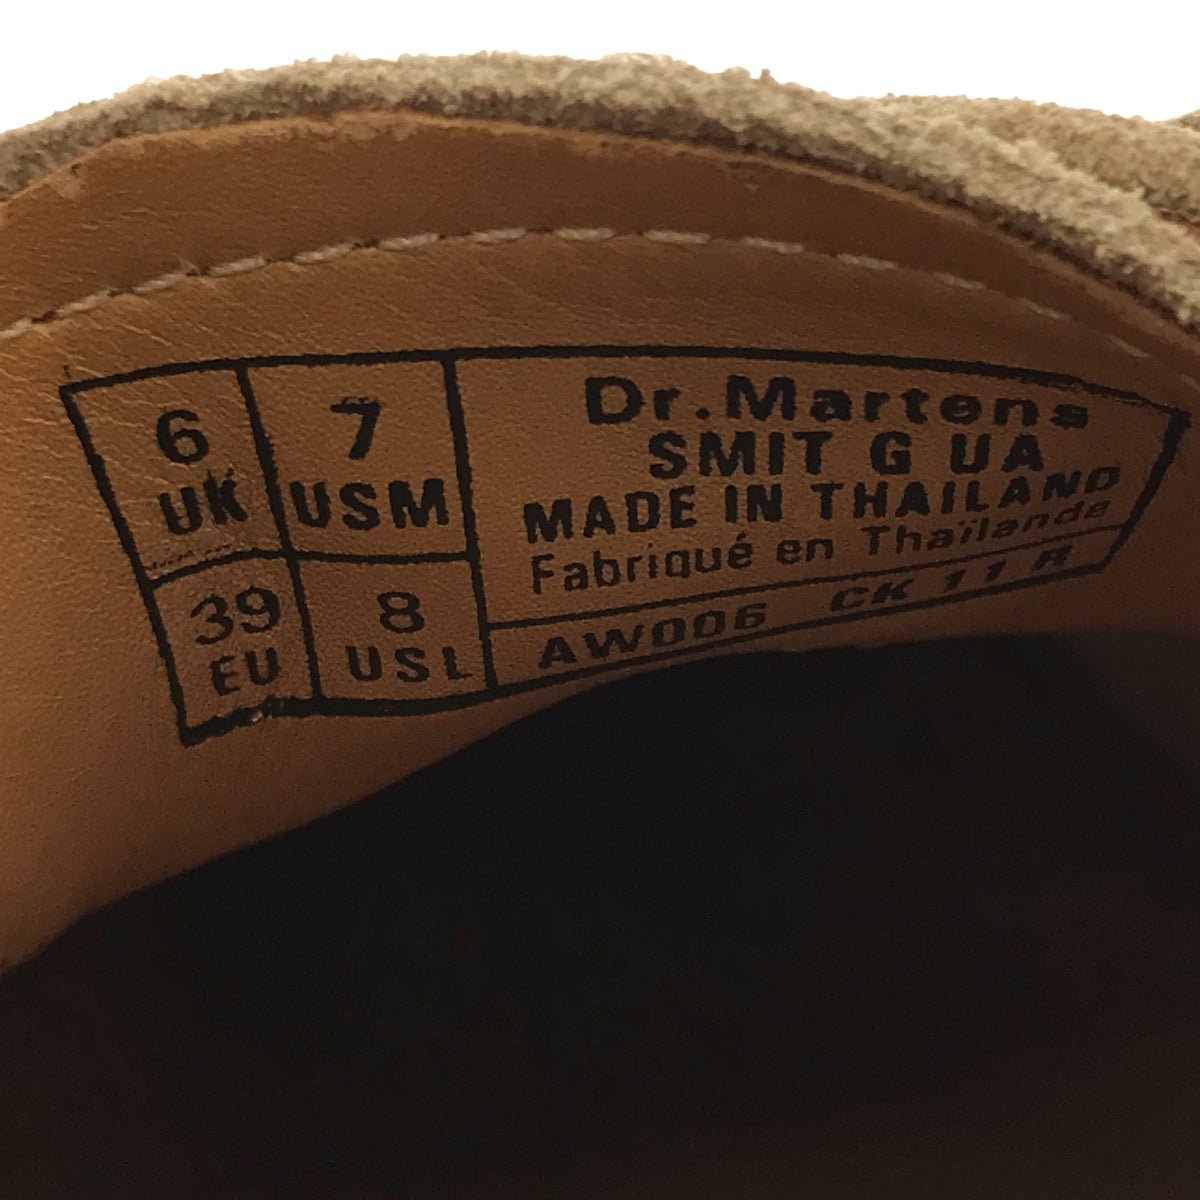 6 UK
7 USM
39 EU
8 USL
Dr.Martens
SMIT G UA
MADE IN THAILAND
Fabriqué en Thaïlande
AW006 CK 11 R